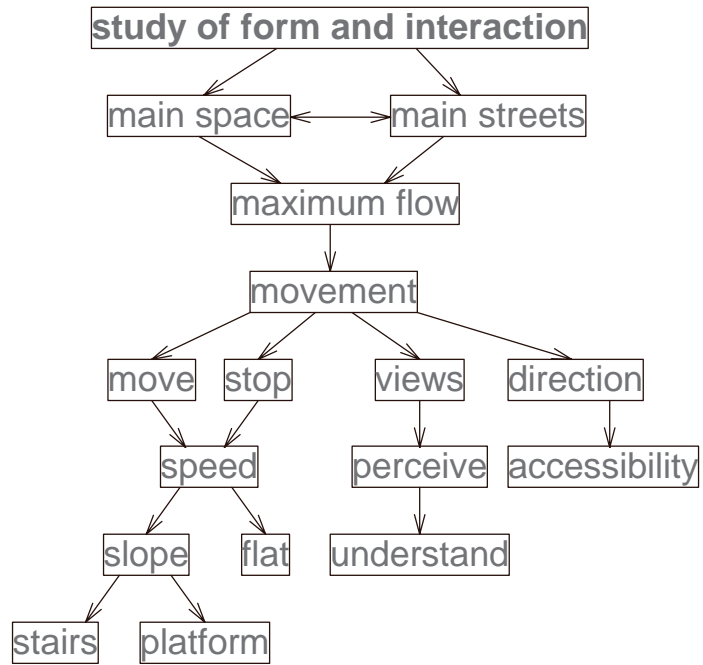 study of form and interaction
main space
main streets
maximum flow
movement
move
stop
views
direction
speed
perceive
accessibility
slope
flat
understand
stairs
platform